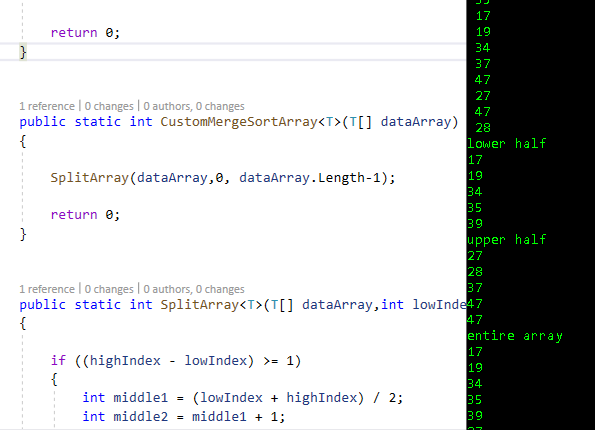 return 0;
}
1 reference | 0 changes | 0 authors, 0 changes
public static int CustomMergeSortArray<T>(T[] dataArray)
{
SplitArray(dataArray,0, dataArray.Length-1);
return 0;
}
1 reference | 0 changes | 0 authors, 0 changes
public static int SplitArray<T>(T[] dataArray,int lowInde
{
if ((highIndex - lowIndex) >= 1)
{
int middle1 = (lowIndex + highIndex) / 2;
int middle2 = middle1 + 1;
17
19
34
37
47
27
47
28
lower half
17
19
34
35
39
upper half
27
28
37
47
47
entire array
17
19
34
35
39